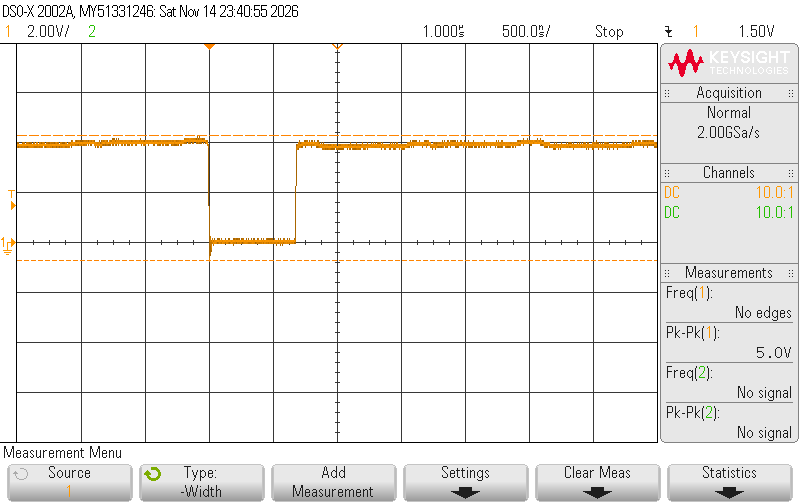 DSO-X 2002A, MY51331246: Sat Nov 14 23:40:55 2026
1 2.00V/ 2 1.000s 500.0s/ Stop 1 1.50V
KEYSIGHT
TECHNOLOGIES
Acquisition
Normal
2.00GSa/s
Channels
DC 10.0:1
DC 10.0:1
Measurements
Freq(1):
No edges
Pk-Pk(1):
5.0V
Freq(2):
No signal
Pk-Pk(2):
No signal
T
1
Measurement Menu
Source
1
Type:
-Width
Add
Measurement
Settings
Clear Meas
Statistics